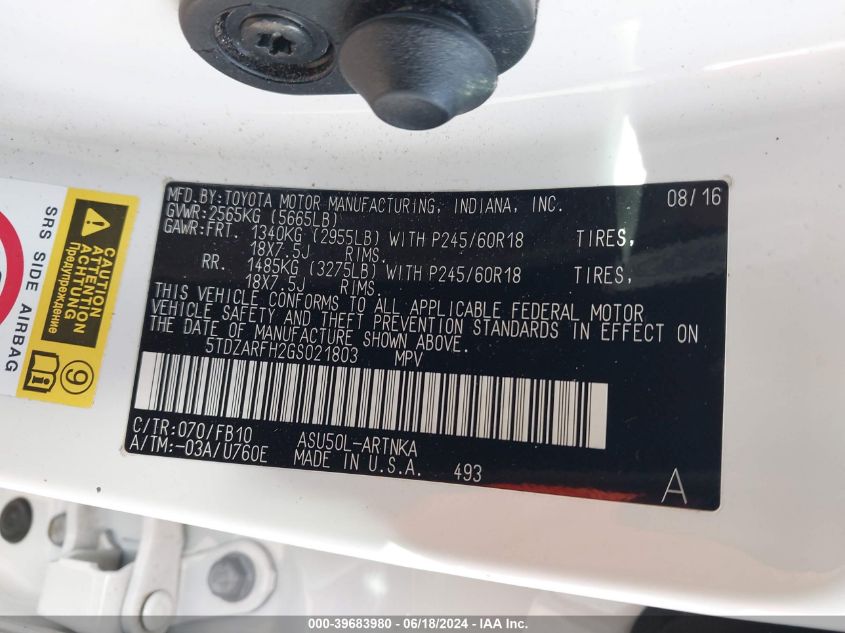 MFD.BY:TOYOTA MOTOR MANUFACTURING, INDIANA, INC. 08/16
GVWR:2565KG (5665LB)
GAWR:FRT. 1340KG (2955LB) WITH P245/60R18 TIRES,
18X7.5J RIMS.
RR. 1485KG (3275LB) WITH P245/60R18 TIRES,
18X7.5J RIMS.
THIS VEHICLE CONFORMS TO ALL APPLICABLE FEDERAL MOTOR
VEHICLE SAFETY AND THEFT PREVENTION STANDARDS IN EFFECT ON
THE DATE OF MANUFACTURE SHOWN ABOVE.
5TDZARFH2GS021803 MPV
C/TR:070/FB10 ASU50L-ARTNKA
A/TM:-03A/U760E MADE IN U.S.A. 493
A
SRS SIDE AIRBAG
ATTENTION
ACHTUNG
Предупреждение
9
000-39683980 - 06/18/2024 - IAA Inc.